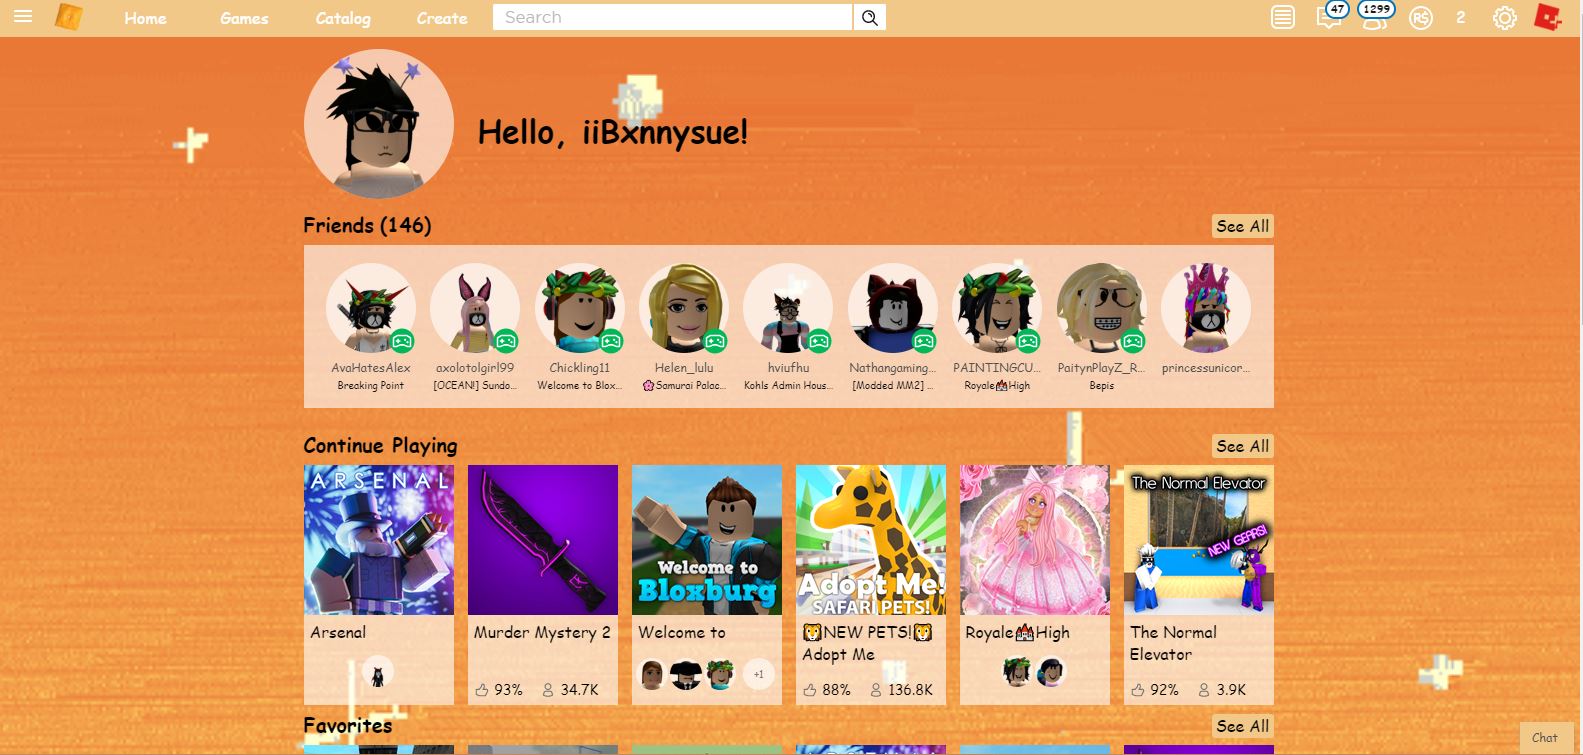 Home Games Catalog Create Search 47 1299 R$ 2
Hello, iiBxnnysue!
Friends (146) See All
AvaHatesAlex axolotolgirl99 Chickling11 Helen_lulu hviufhu Nathangaming... PAINTINGCU... PaitynPlayZ_R... princessunicor...
Breaking Point [OCEAN!] Sundo... Welcome to Blox... 🌸Samurai Palac... Kohls Admin Hous... [Modded MM2] ... Royale🏰High Bepis
Continue Playing See All
ARSENAL
Welcome to
Bloxburg
Adopt Me!
SAFARI PETS!
The Normal Elevator
NEW GEARS!
Arsenal
Murder Mystery 2
93% 34.7K
Welcome to
+1
🦁NEW PETS!🦁
Adopt Me
88% 136.8K
Royale🏰High
The Normal
Elevator
92% 3.9K
Favorites See All
Chat